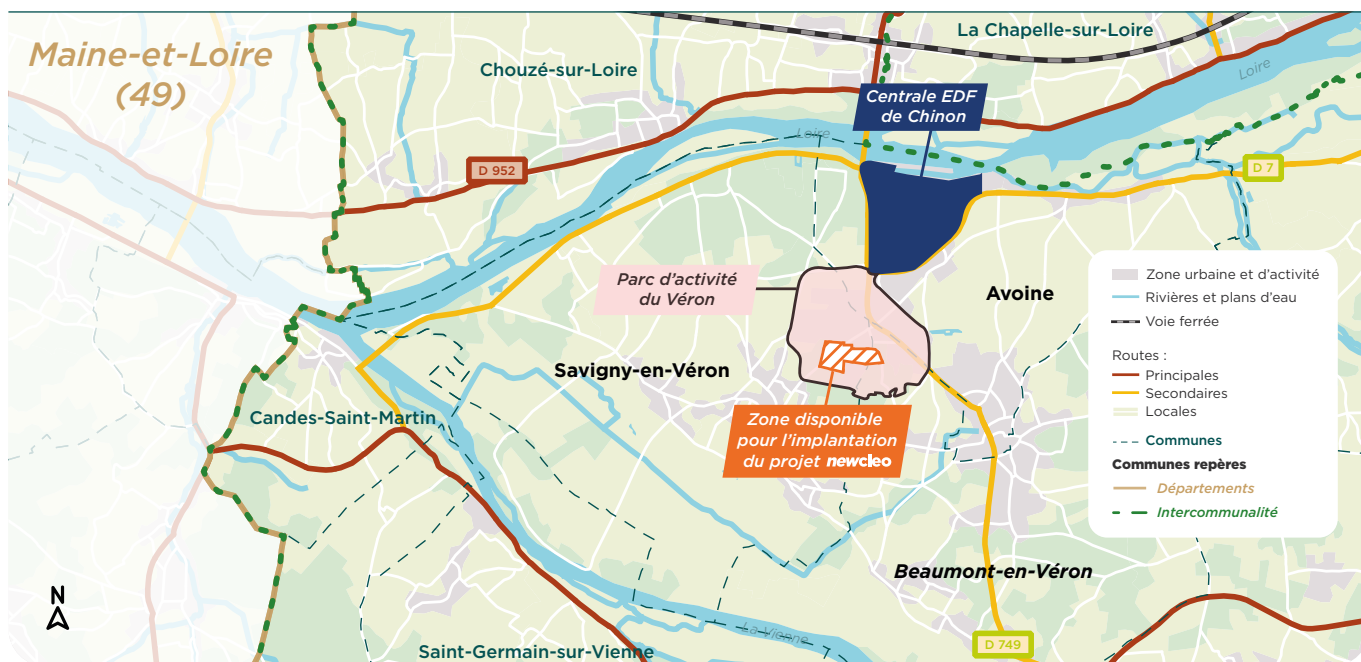 Maine-et-Loire
(49)
La Chapelle-sur-Loire
Chouzé-sur-Loire
Loire
Centrale EDF
de Chinon
Loire
D 952
D 7
Parc d'activité
du Véron
Avoine
Savigny-en-Véron
Candes-Saint-Martin
Zone disponible
pour l'implantation
du projet newcleo
Beaumont-en-Véron
La Vienne
D 749
Saint-Germain-sur-Vienne
N
Zone urbaine et d'activité
Rivières et plans d'eau
Voie ferrée
Routes :
Principales
Secondaires
Locales
Communes
Communes repères
Départements
Intercommunalité